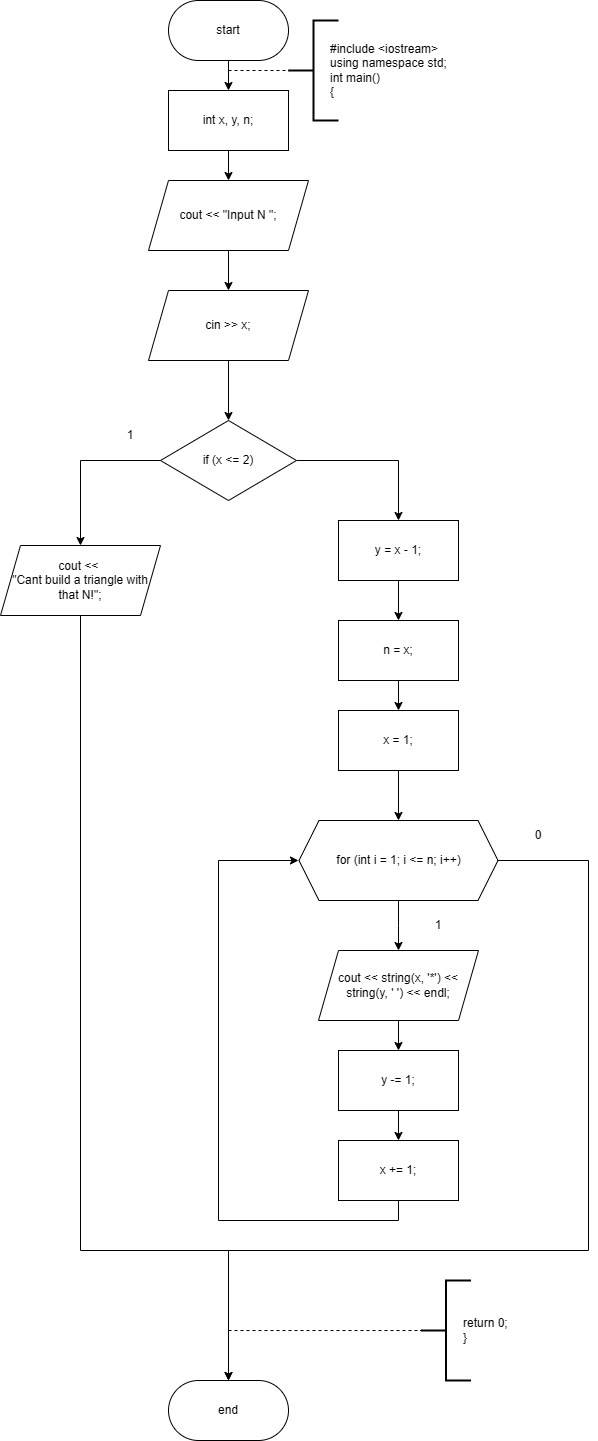 start
#include <iostream>
using namespace std;
int main()
{
int x, y, n;
cout << "Input N ";
cin >> x;
1
if (x <= 2)
cout <<
"Cant build a triangle with
that N!";
y = x - 1;
n = x;
x = 1;
0
for (int i = 1; i <= n; i++)
1
cout << string(x, '*') <<
string(y, ' ') << endl;
y -= 1;
x += 1;
return 0;
}
end